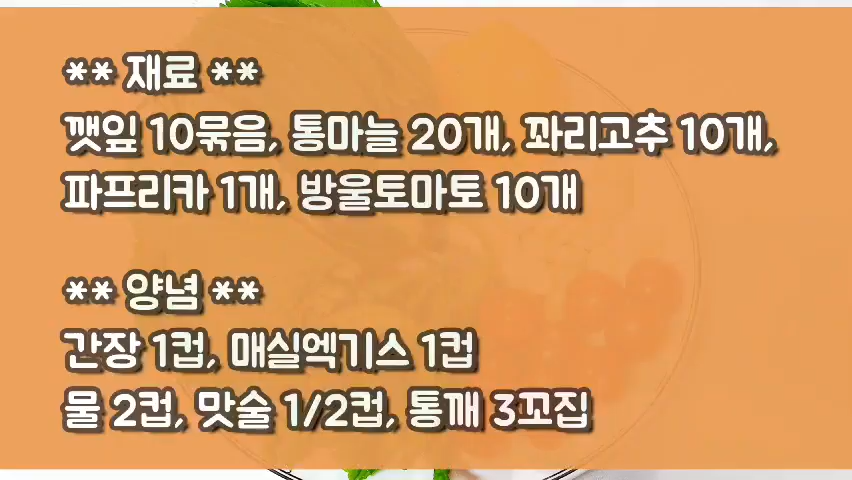 ** 재료 **
깻잎 10묶음, 통마늘 20개, 꽈리고추 10개,
파프리카 1개, 방울토마토 10개
** 양념 **
간장 1컵, 매실엑기스 1컵
물 2컵, 맛술 1/2컵, 통깨 3꼬집